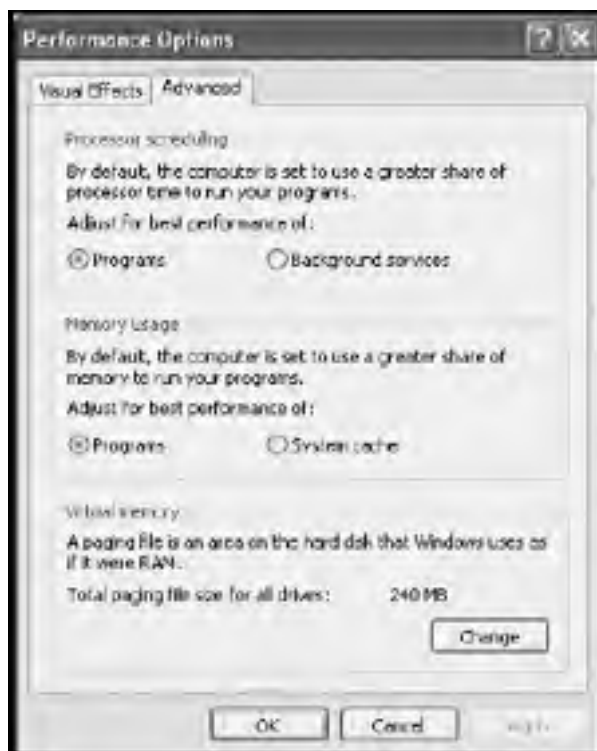 Performance Options
Visual Effects
Advanced
Processor scheduling
By default, the computer is set to use a greater share of
processor time to run your programs.
Adjust for best performance of:
Programs
Background services
Memory usage
By default, the computer is set to use a greater share of
memory to run your programs.
Adjust for best performance of:
Programs
System cache
Virtual memory
A paging file is an area on the hard disk that Windows uses as
if it were RAM.
Total paging file size for all drives: 240 MB
Change
OK
Cancel